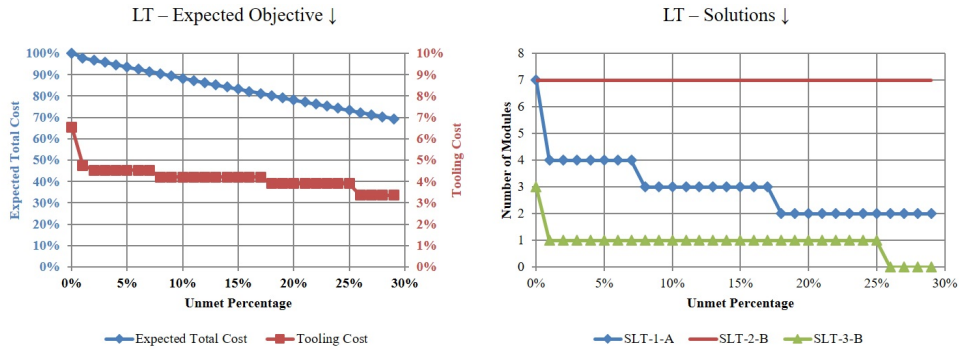 LT – Expected Objective ↓
100%
90%
80%
70%
60%
50%
40%
30%
20%
10%
0%
Expected Total Cost
10%
9%
8%
7%
6%
5%
4%
3%
2%
1%
0%
Tooling Cost
0% 5% 10% 15% 20% 25% 30%
Unmet Percentage
Expected Total Cost Tooling Cost
LT – Solutions ↓
8
7
6
5
4
3
2
1
0
Number of Modules
0% 5% 10% 15% 20% 25% 30%
Unmet Percentage
SLT-1-A SLT-2-B SLT-3-B